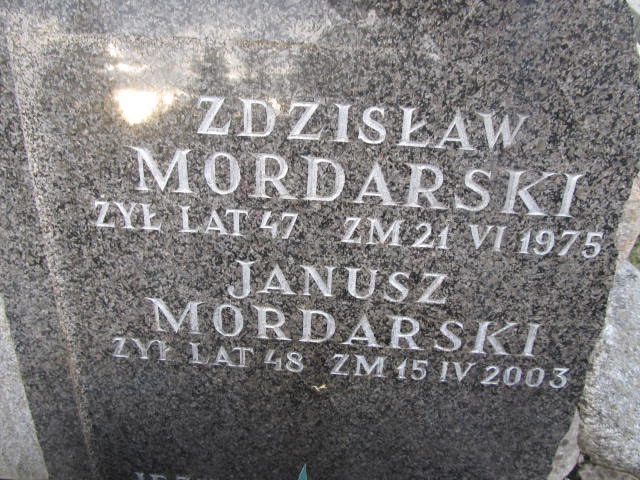 ZDZISŁAW
MORDARSKI
ŻYŁ LAT 47 ZM 21 VI 1975
JANUSZ
MORDARSKI
ŻYŁ LAT 48 ZM 15 IV 2003